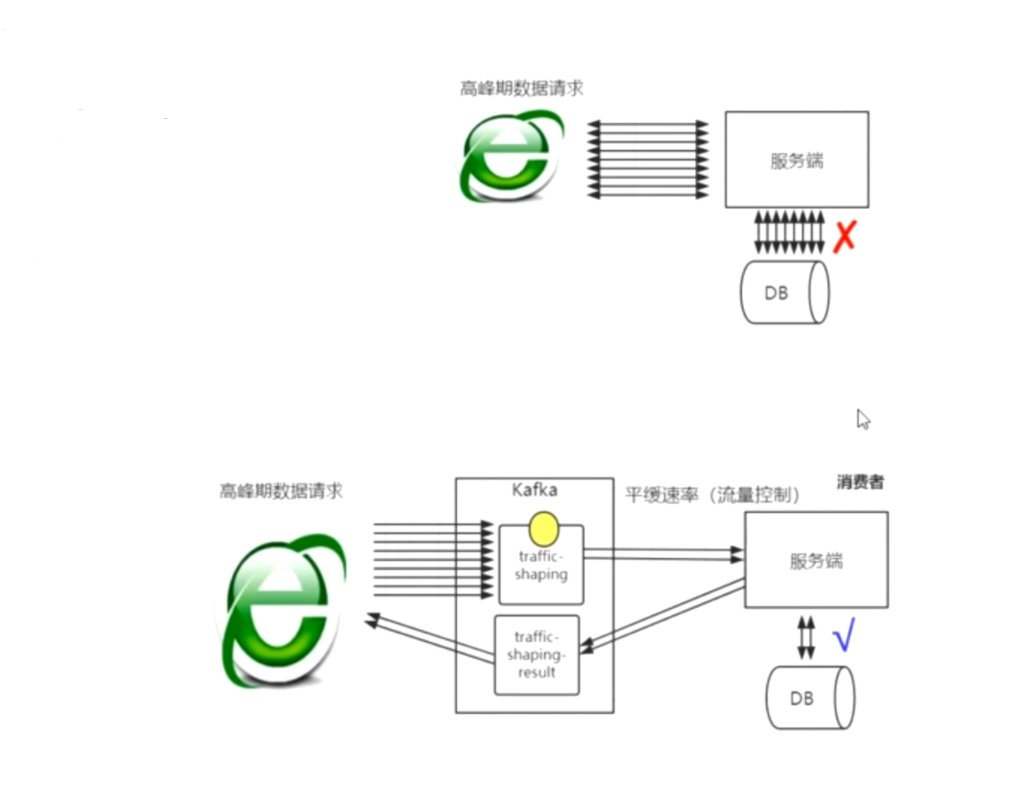 高峰期数据请求
服务端
DB
高峰期数据请求
Kafka
平缓速率（流量控制）
消费者
traffic-
shaping
服务端
traffic-
shaping-
result
DB